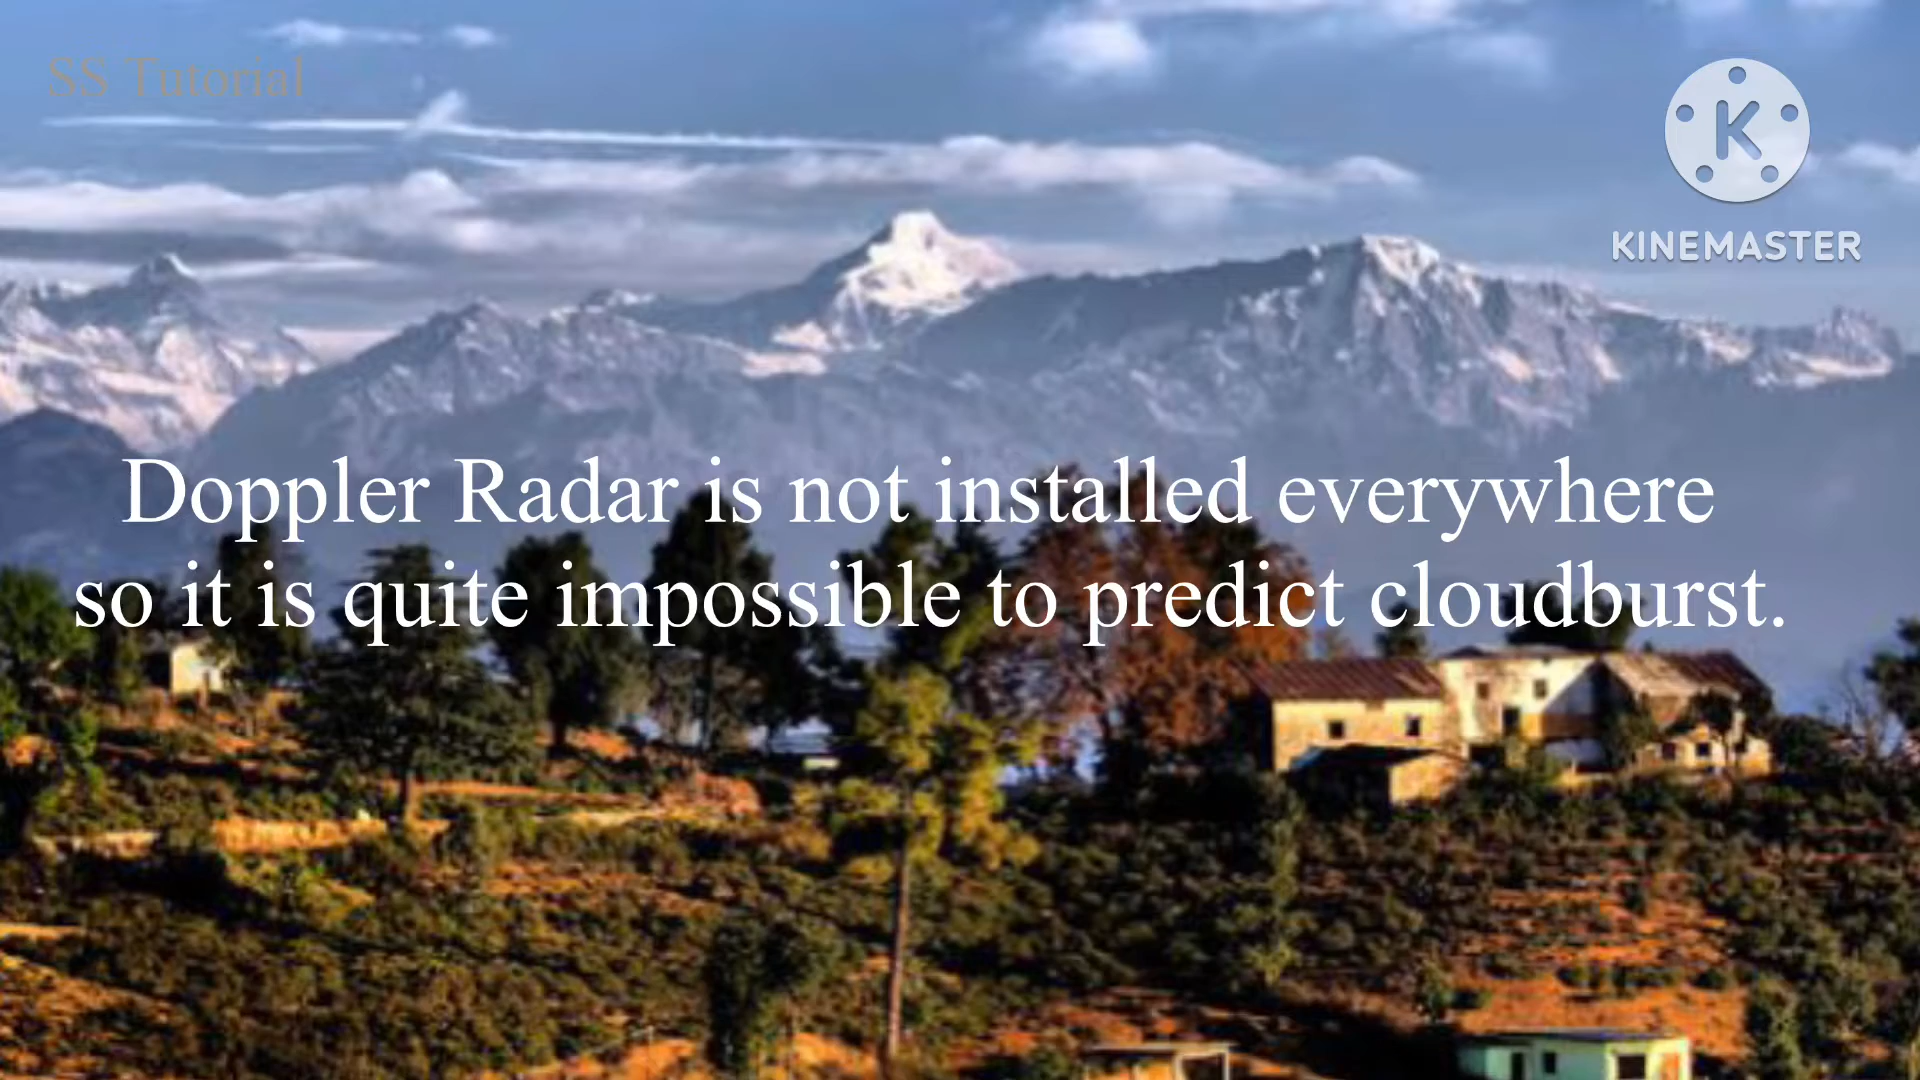 SS Tutorial
KINEMASTER
Doppler Radar is not installed everywhere
so it is quite impossible to predict cloudburst.